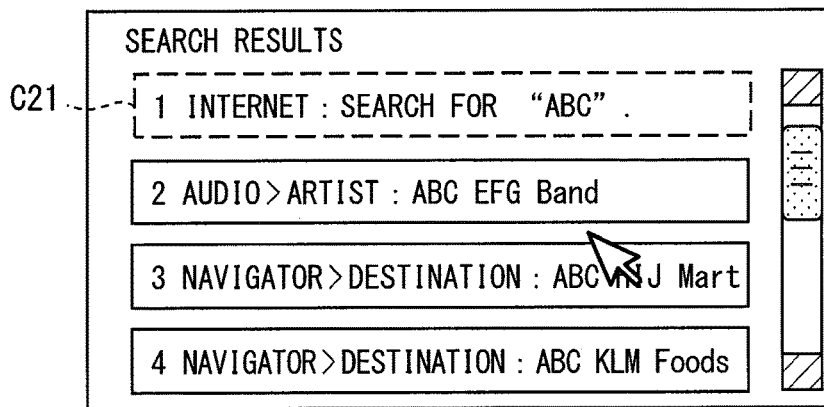 SEARCH RESULTS
C21
1 INTERNET : SEARCH FOR “ABC” .
2 AUDIO>ARTIST : ABC EFG Band
3 NAVIGATOR>DESTINATION : ABC Mart
4 NAVIGATOR>DESTINATION : ABC KLM Foods